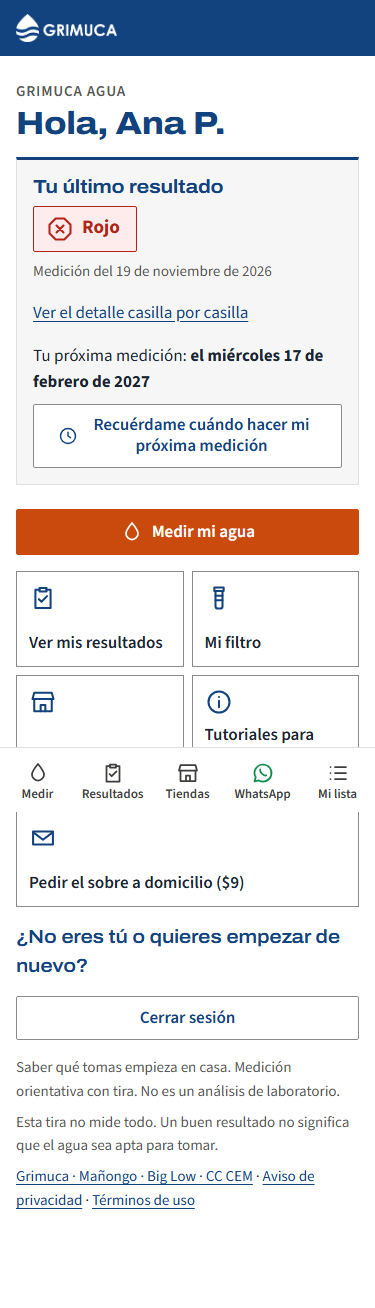 GRIMUCA
GRIMUCA AGUA
Hola, Ana P.
Tu último resultado
Rojo
Medición del 19 de noviembre de 2026
Ver el detalle casilla por casilla
Tu próxima medición: el miércoles 17 de
febrero de 2027
Recuérdame cuándo hacer mi
próxima medición
Medir mi agua
Ver mis resultados
Mi filtro
Tutoriales para
Medir
Resultados
Tiendas
WhatsApp
Mi lista
Pedir el sobre a domicilio ($9)
¿No eres tú o quieres empezar de
nuevo?
Cerrar sesión
Saber qué tomas empieza en casa. Medición
orientativa con tira. No es un análisis de laboratorio.
Esta tira no mide todo. Un buen resultado no significa
que el agua sea apta para tomar.
Grimuca · Mañongo · Big Low · CC CEM · Aviso de
privacidad · Términos de uso